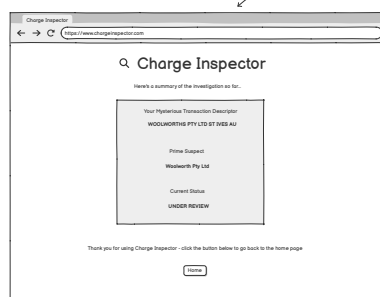 Charge Inspector
https://www.chargeinspector.com
Charge Inspector
Here's a summary of the investigation so far..
Your Mysterious Transaction Descriptor
WOOLWORTHS PTY LTD ST IVES AU
Prime Suspect
Woolworth Pty Ltd
Current Status
UNDER REVIEW
Thank you for using Charge Inspector - click the button below to go back to the home page
Home